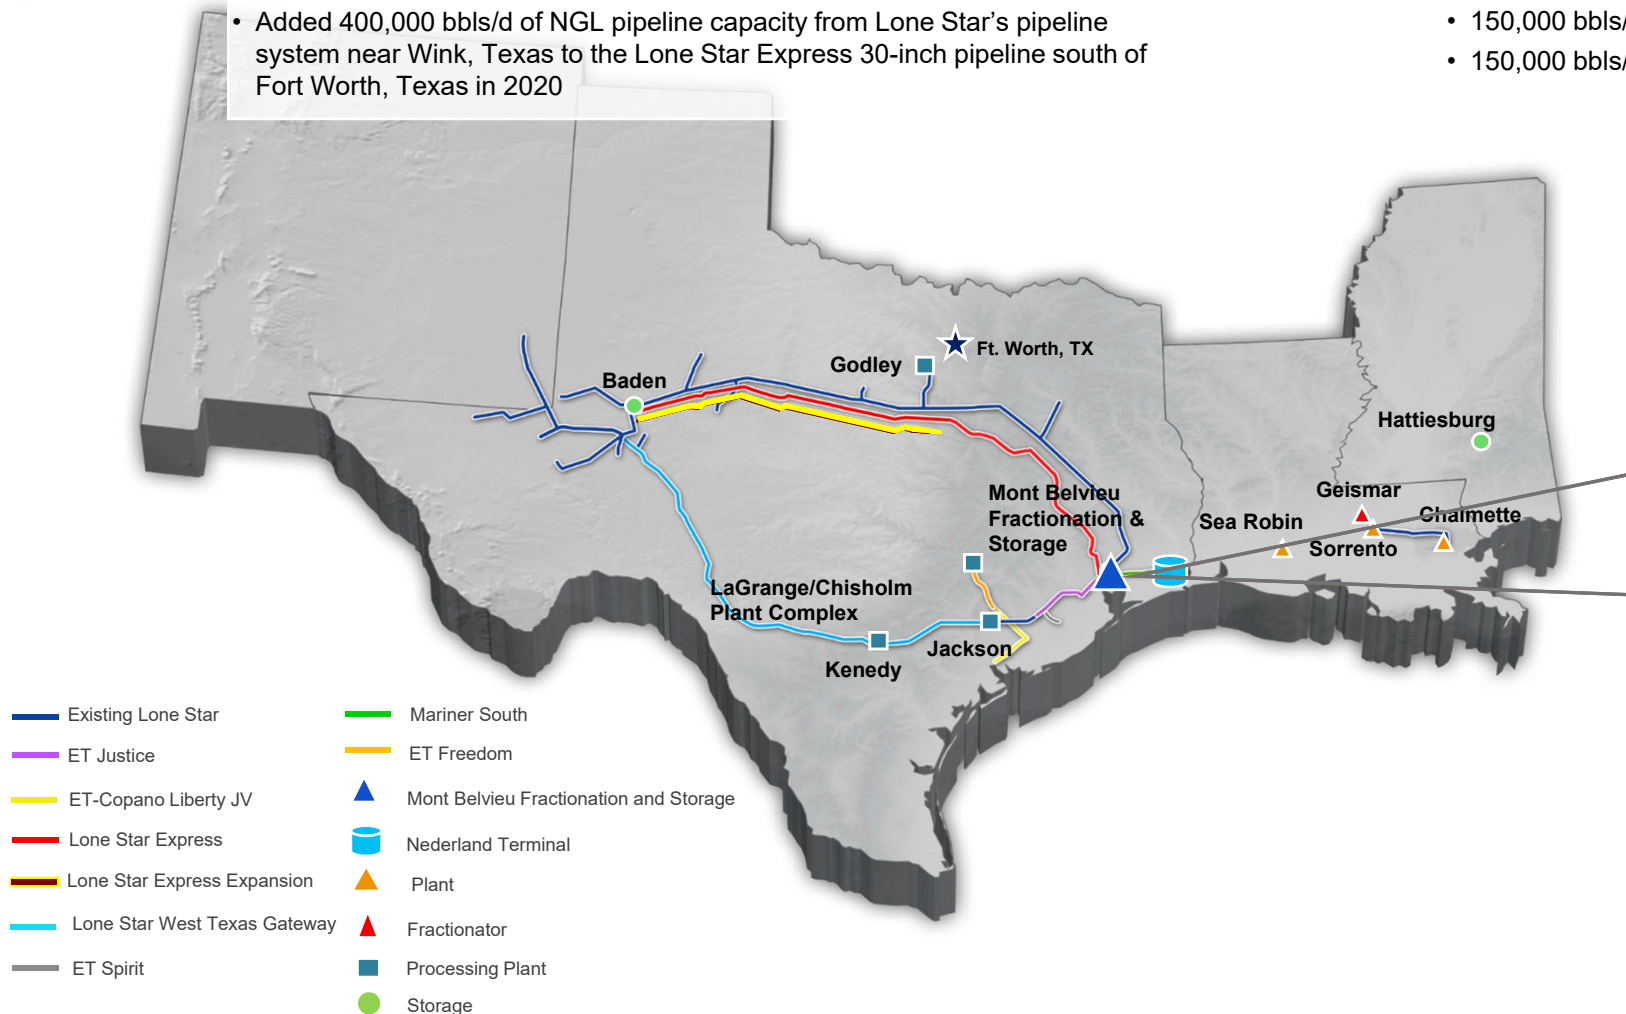 • Added 400,000 bbls/d of NGL pipeline capacity from Lone Star’s pipeline
system near Wink, Texas to the Lone Star Express 30-inch pipeline south of
Fort Worth, Texas in 2020
• 150,000 bbls/
• 150,000 bbls/
Ft. Worth, TX
Godley
Baden
Hattiesburg
Mont Belvieu
Fractionation &
Storage
Geismar
Chalmette
Sea Robin
Sorrento
LaGrange/Chisholm
Plant Complex
Jackson
Kenedy
Existing Lone Star
ET Justice
ET-Copano Liberty JV
Lone Star Express
Lone Star Express Expansion
Lone Star West Texas Gateway
ET Spirit
Mariner South
ET Freedom
Mont Belvieu Fractionation and Storage
Nederland Terminal
Plant
Fractionator
Processing Plant
Storage